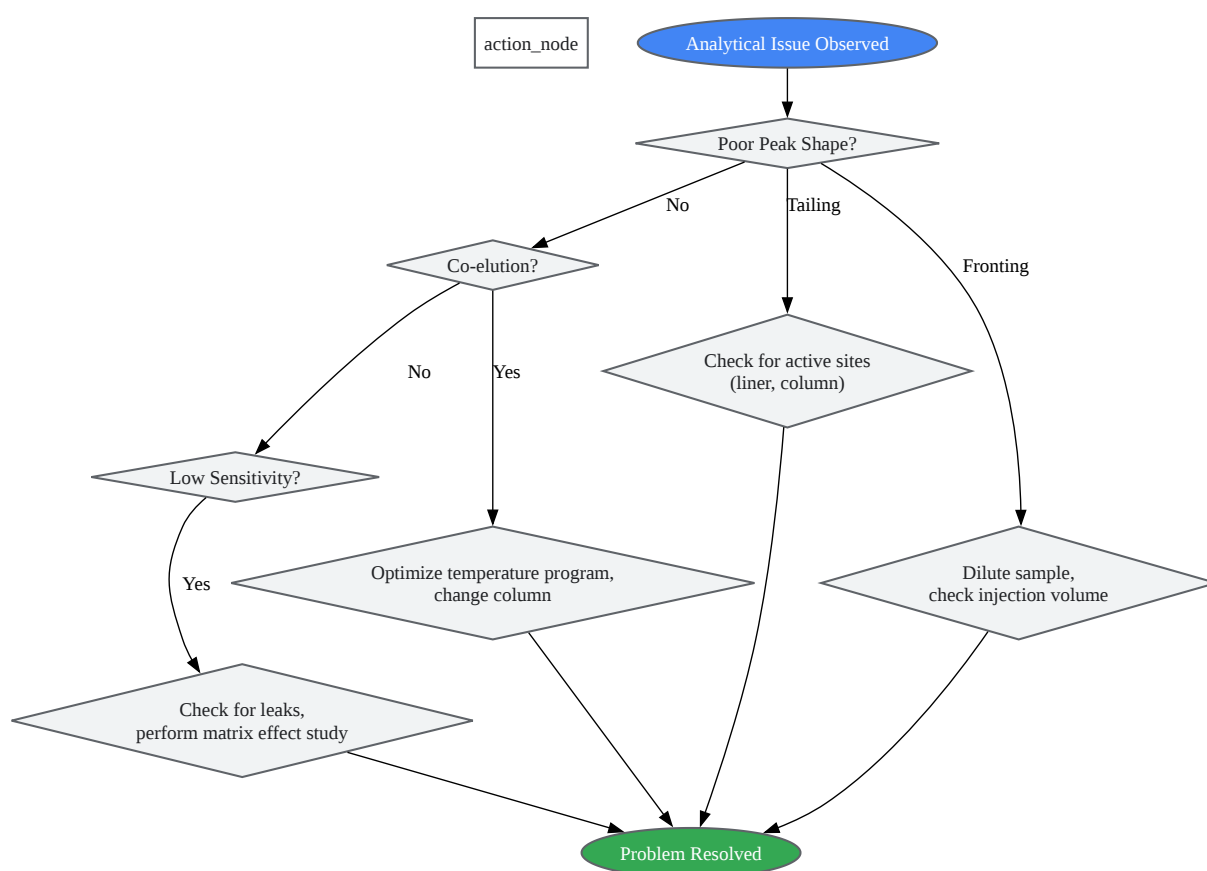 action_node
Analytical Issue Observed
Poor Peak Shape?
No
Tailing
Co-elution?
Fronting
Check for active sites
(liner, column)
No
Yes
Low Sensitivity?
Optimize temperature program,
change column
Dilute sample,
check injection volume
Yes
Check for leaks,
perform matrix effect study
Problem Resolved